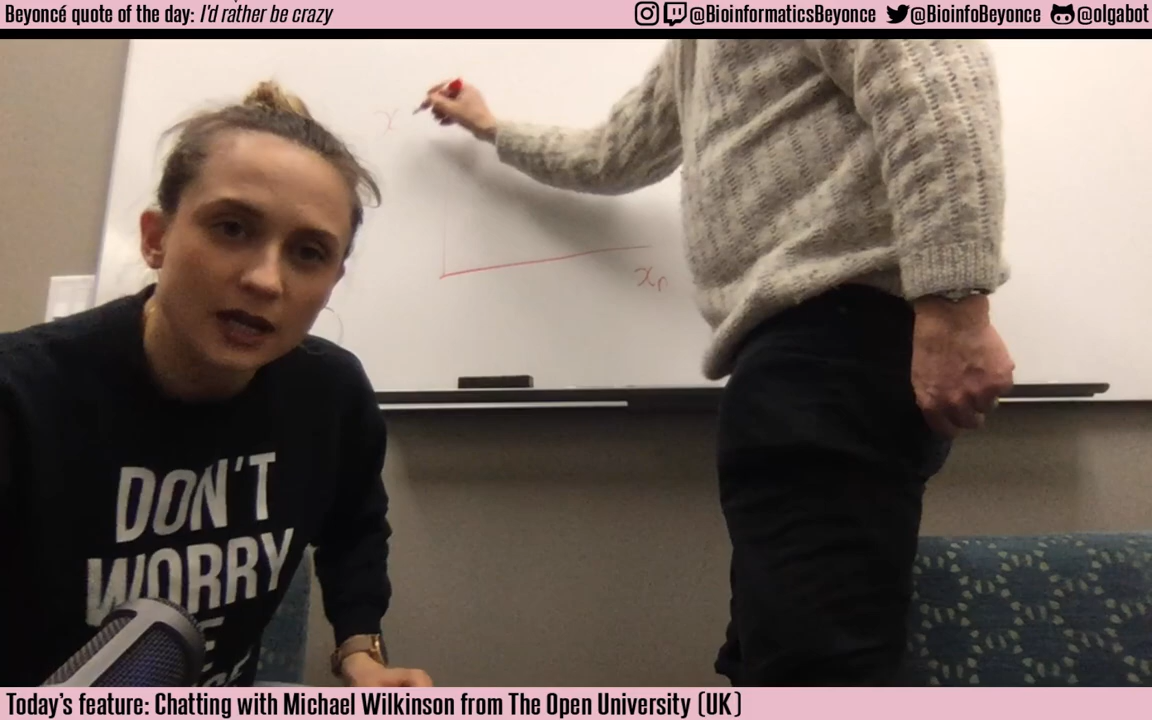 Beyoncé quote of the day: I'd rather be crazy
@BioinformaticsBeyonce @BioinfoBeyonce @olgabot
x
xₙ
DON'T
WORRY
Today's feature: Chatting with Michael Wilkinson from The Open University (UK)